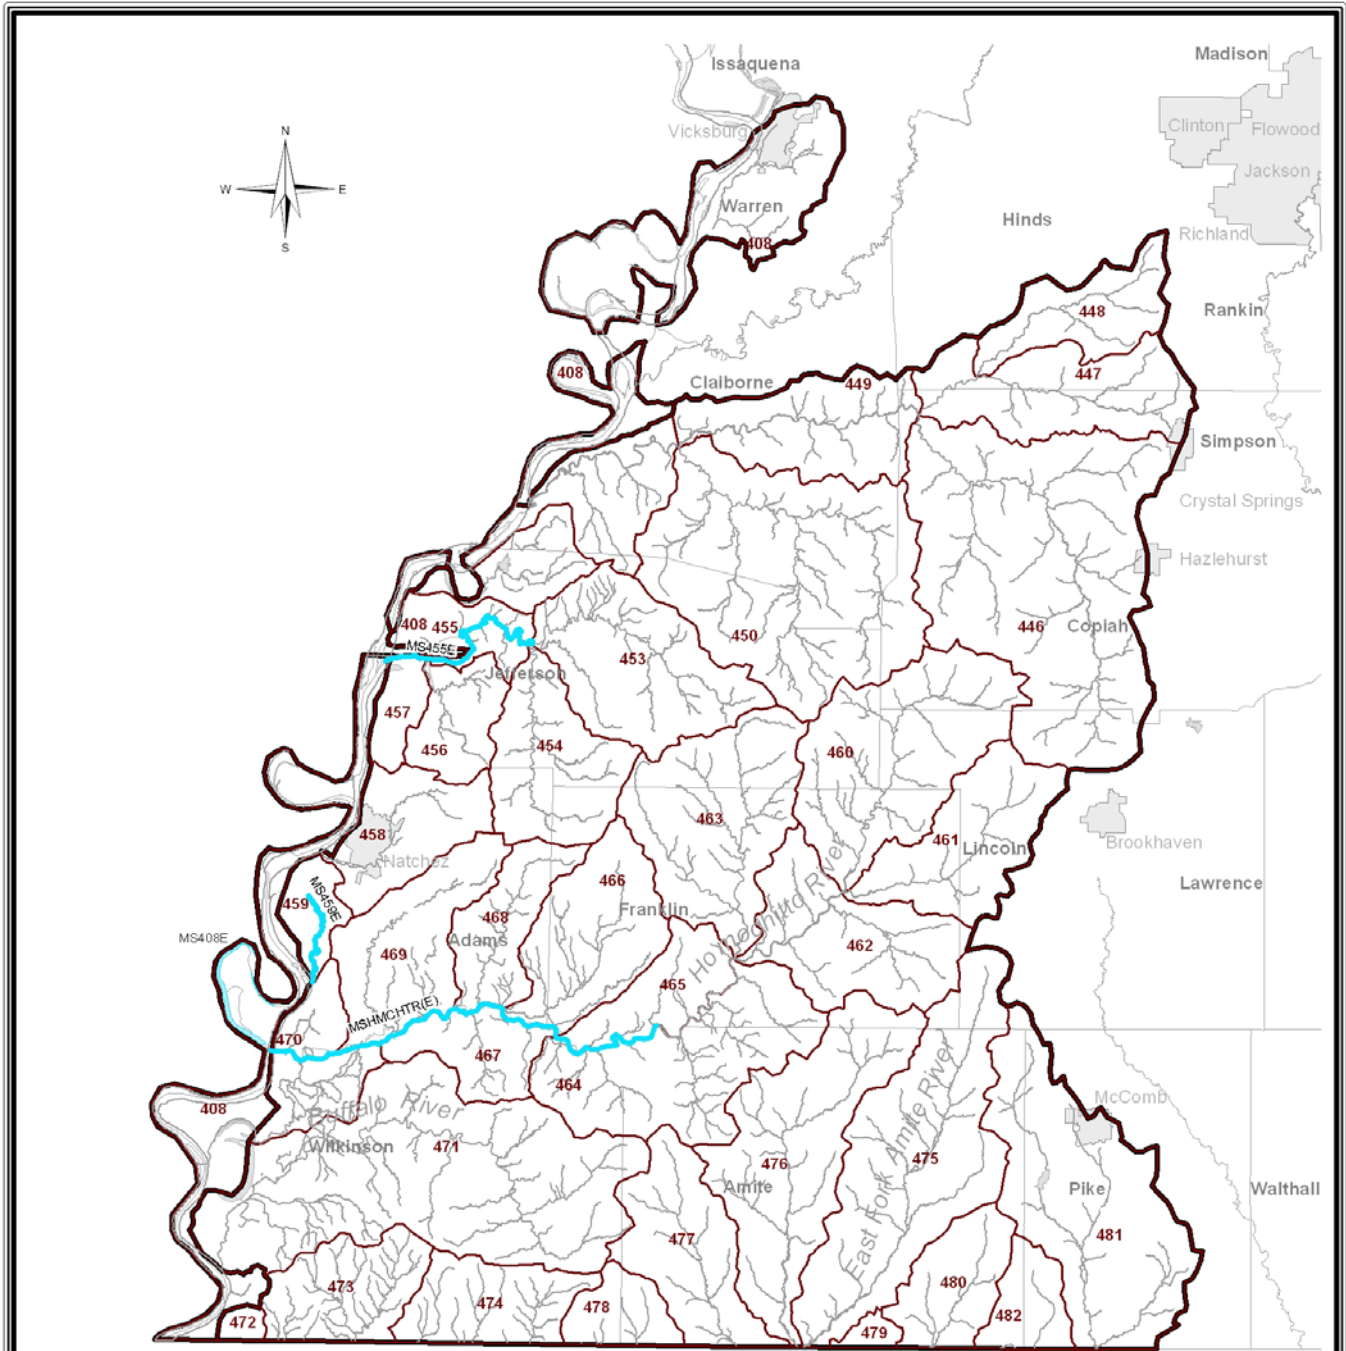 Madison
Issaquena
N
Vicksburg
Clinton
Flowood
Jackson
W
E
Warren
Hinds
Richland
S
408
448
Rankin
447
408
Claiborne
449
Simpson
Crystal Springs
Hazlehurst
408
455
446
Copiah
450
MS455E
453
Jefferson
457
456
454
460
463
458
461
Lincoln
Brookhaven
Natchez
466
Lawrence
MS459E
459
Franklin
Homochitto River
468
MS408E
Adams
462
469
465
MSHMCHTR(E)
470
467
464
East Fork Amite River
McComb
408
Buffalo River
Wilkinson
471
476
475
Amite
Pike
Walthall
477
481
473
480
474
478
482
472
479